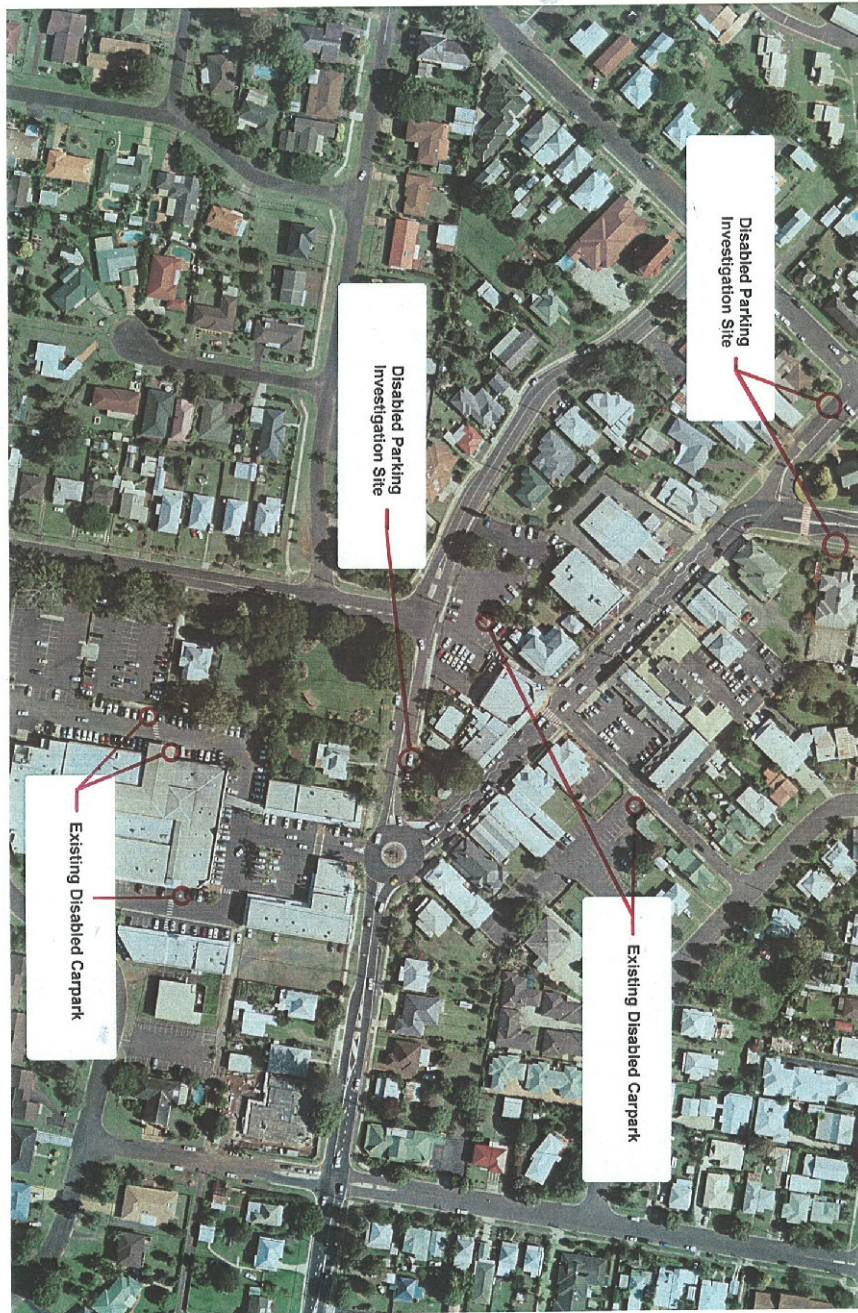 Disabled Parking
Investigation Site
Disabled Parking
Investigation Site
Existing Disabled Carpark
Existing Disabled Carpark